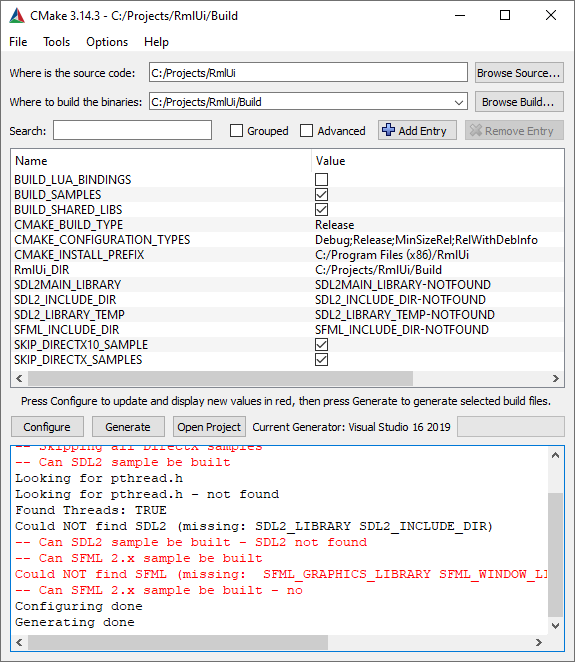 CMake 3.14.3 - C:/Projects/RmlUi/Build
File Tools Options Help
Where is the source code: C:/Projects/RmlUi Browse Source...
Where to build the binaries: C:/Projects/RmlUi/Build Browse Build...
Search: Grouped Advanced Add Entry Remove Entry
Name Value
BUILD_LUA_BINDINGS
BUILD_SAMPLES
BUILD_SHARED_LIBS
CMAKE_BUILD_TYPE Release
CMAKE_CONFIGURATION_TYPES Debug;Release;MinSizeRel;RelWithDebInfo
CMAKE_INSTALL_PREFIX C:/Program Files (x86)/RmlUi
RmlUi_DIR C:/Projects/RmlUi/Build
SDL2MAIN_LIBRARY SDL2MAIN_LIBRARY-NOTFOUND
SDL2_INCLUDE_DIR SDL2_INCLUDE_DIR-NOTFOUND
SDL2_LIBRARY_TEMP SDL2_LIBRARY_TEMP-NOTFOUND
SFML_INCLUDE_DIR SFML_INCLUDE_DIR-NOTFOUND
SKIP_DIRECTX10_SAMPLE
SKIP_DIRECTX_SAMPLES
Press Configure to update and display new values in red, then press Generate to generate selected build files.
Configure Generate Open Project Current Generator: Visual Studio 16 2019
-- Skipping all DirectX samples
-- Can SDL2 sample be built
Looking for pthread.h
Looking for pthread.h - not found
Found Threads: TRUE
Could NOT find SDL2 (missing: SDL2_LIBRARY SDL2_INCLUDE_DIR)
-- Can SDL2 sample be built - SDL2 not found
-- Can SFML 2.x sample be built
Could NOT find SFML (missing:  SFML_GRAPHICS_LIBRARY SFML_WINDOW_LI
-- Can SFML 2.x sample be built - no
Configuring done
Generating done